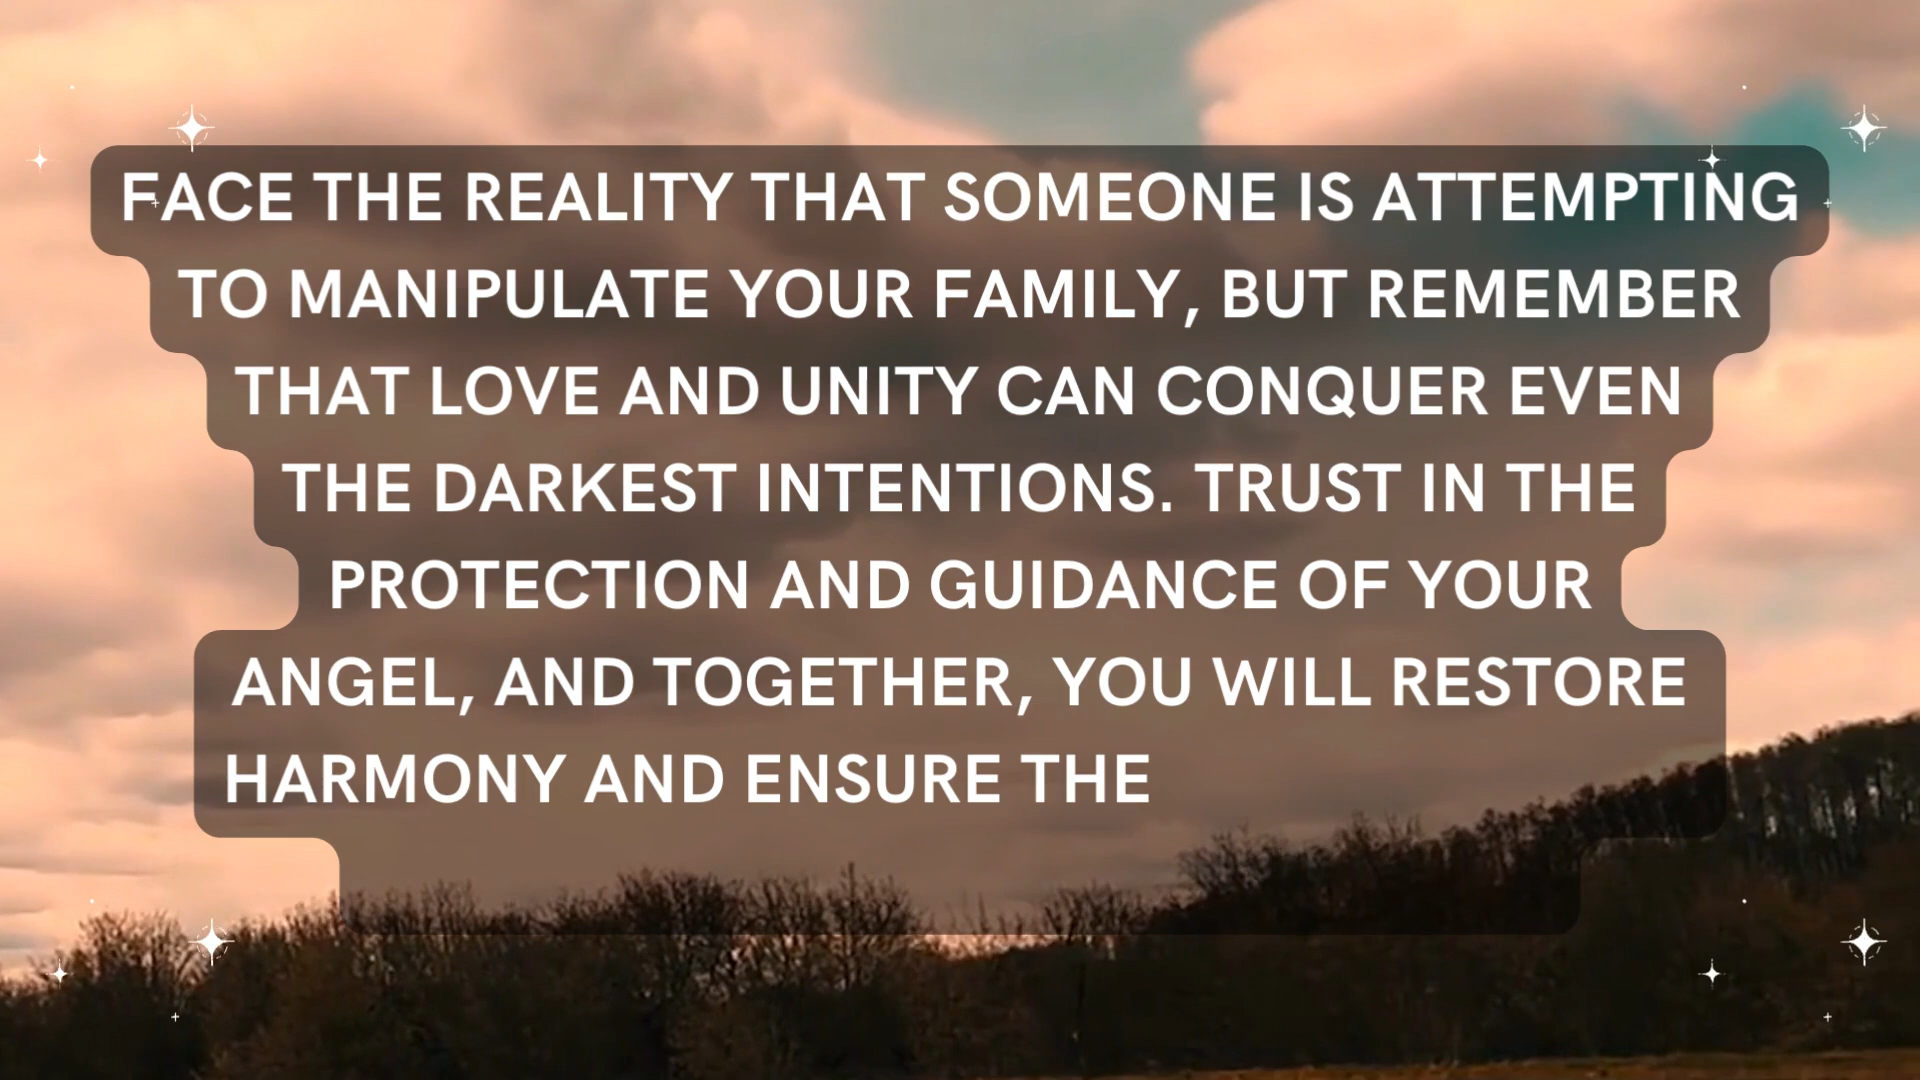 FACE THE REALITY THAT SOMEONE IS ATTEMPTING
TO MANIPULATE YOUR FAMILY, BUT REMEMBER
THAT LOVE AND UNITY CAN CONQUER EVEN
THE DARKEST INTENTIONS. TRUST IN THE
PROTECTION AND GUIDANCE OF YOUR
ANGEL, AND TOGETHER, YOU WILL RESTORE
HARMONY AND ENSURE THE